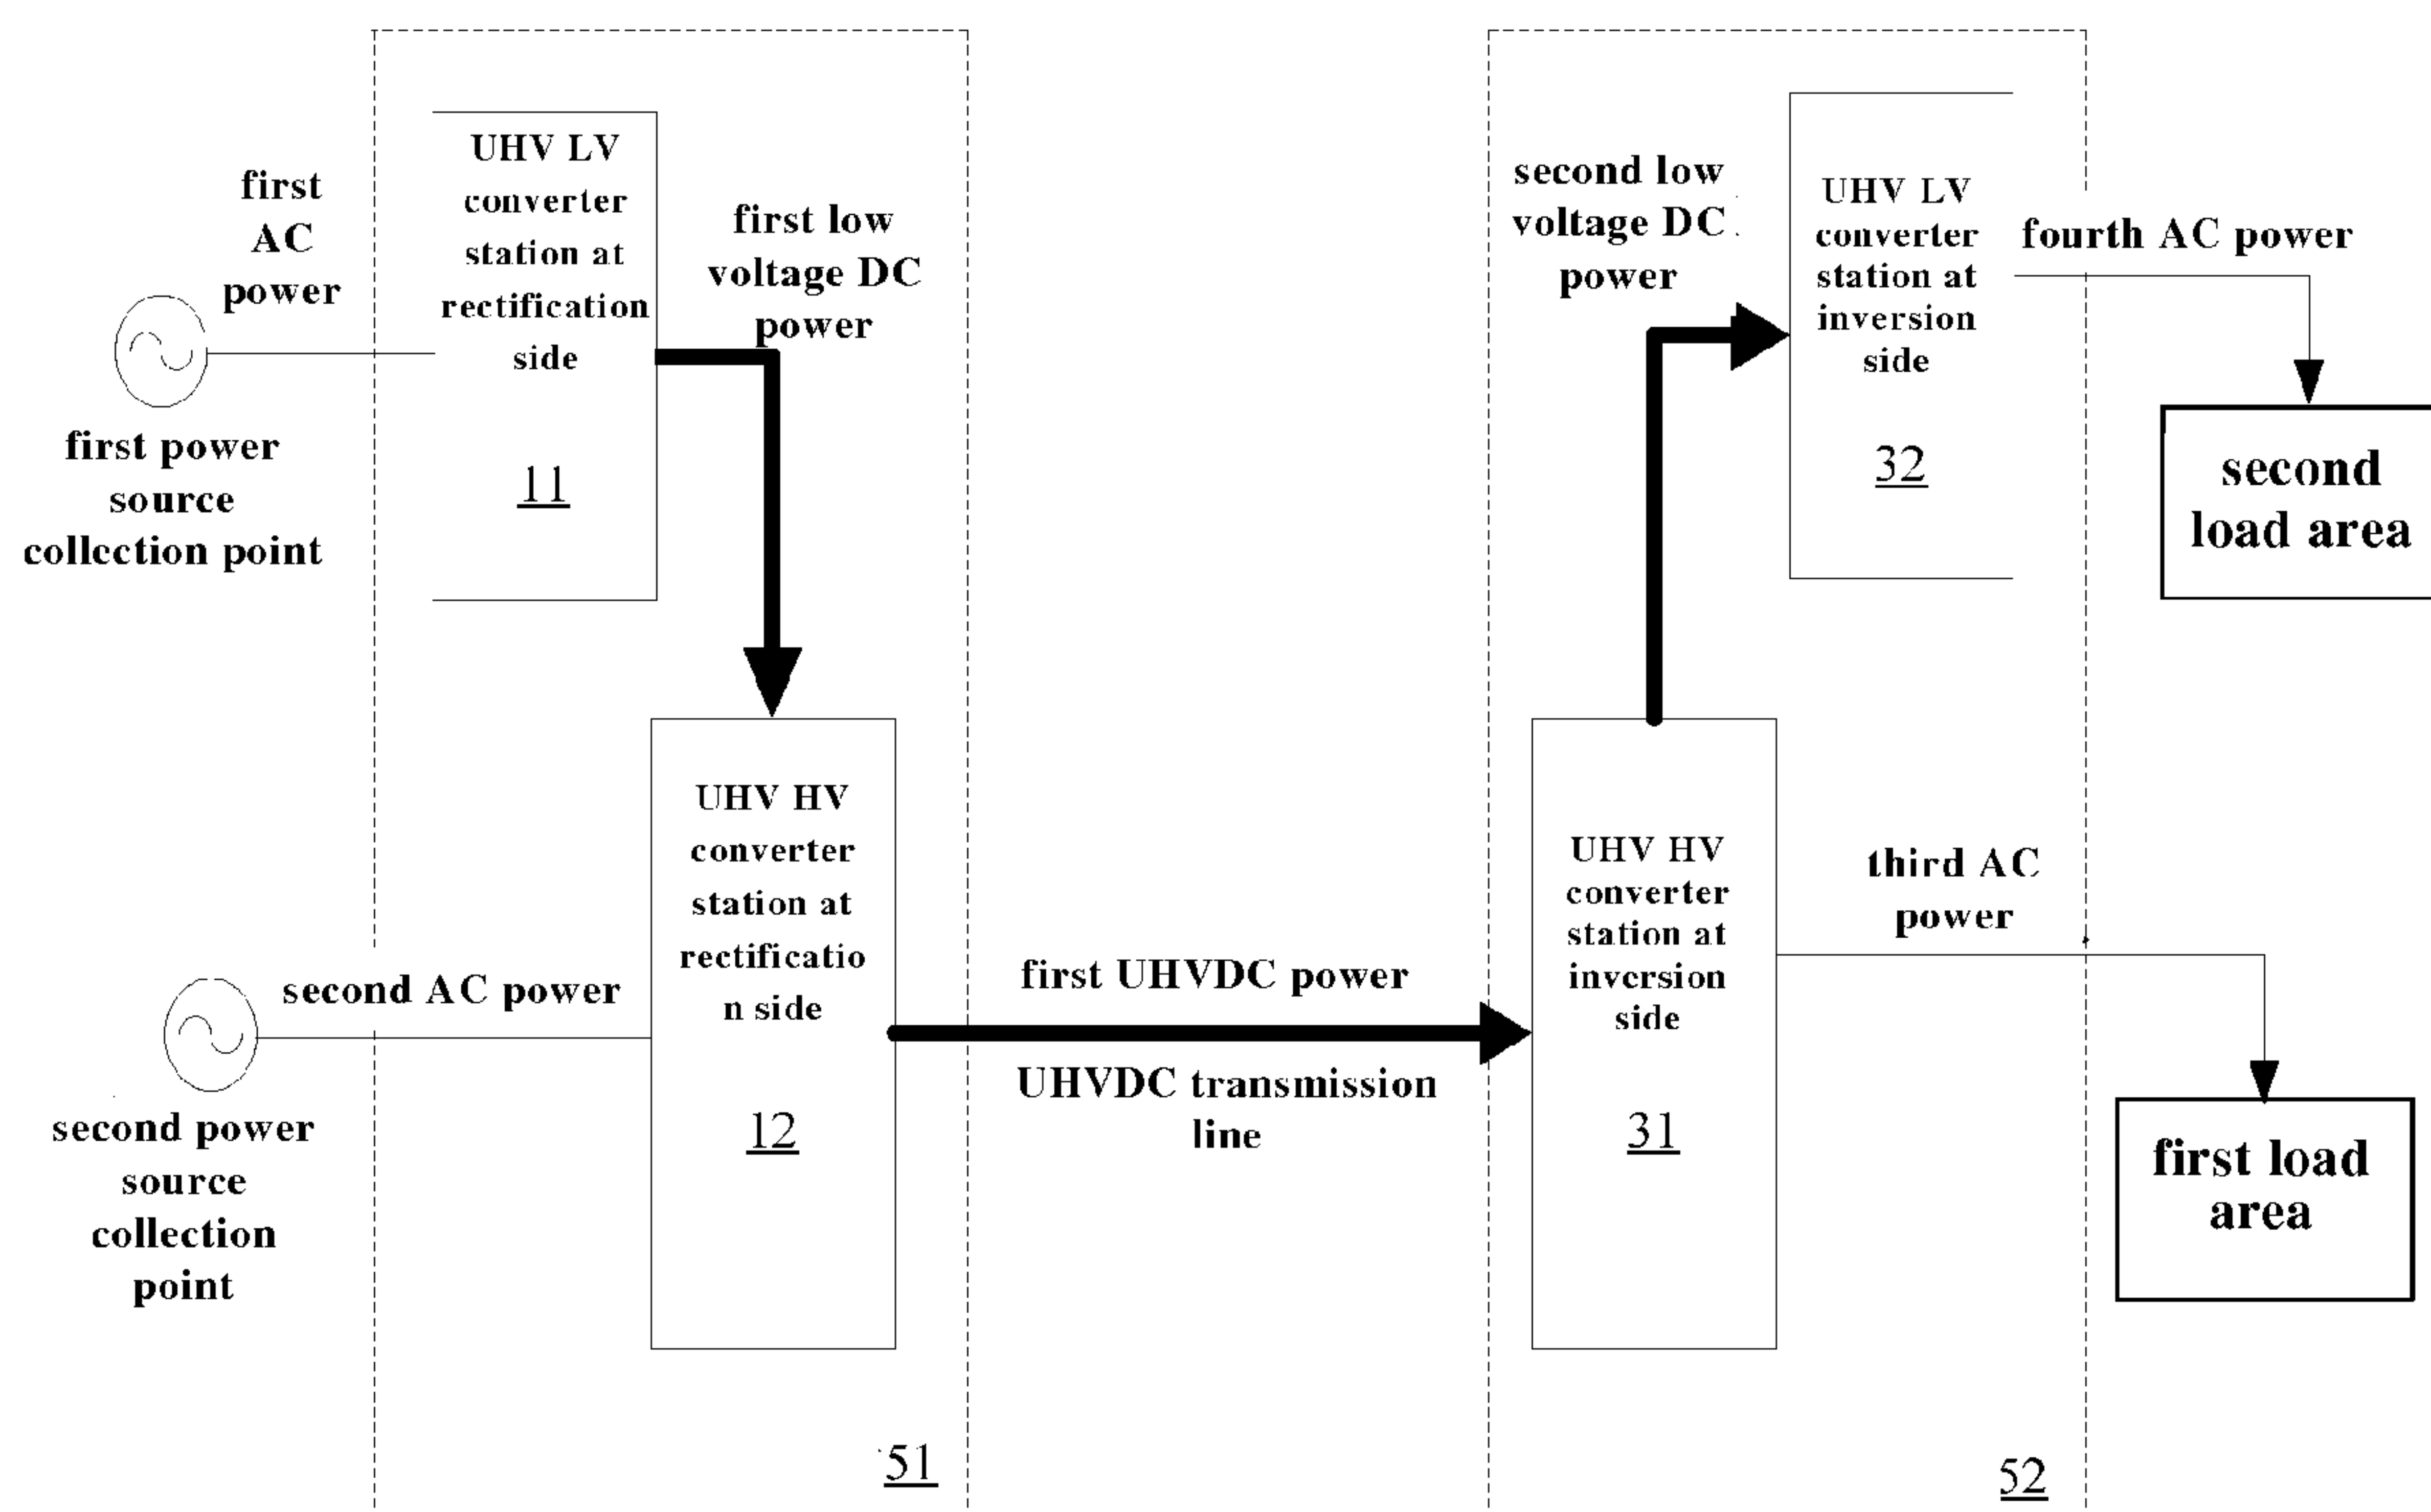 first
AC
power
first power
source
collection point
UHV LV
converter
station at
rectification
side
11
first low
voltage DC
power
second low
voltage DC
power
UHV LV
converter
station at
inversion
side
32
fourth AC power
second
load area
second AC power
second power
source
collection
point
UHV HV
converter
station at
rectificatio
n side
12
first UHVDC power
UHVDC transmission
line
UHV HV
converter
station at
inversion
side
31
third AC
power
first load
area
51
52